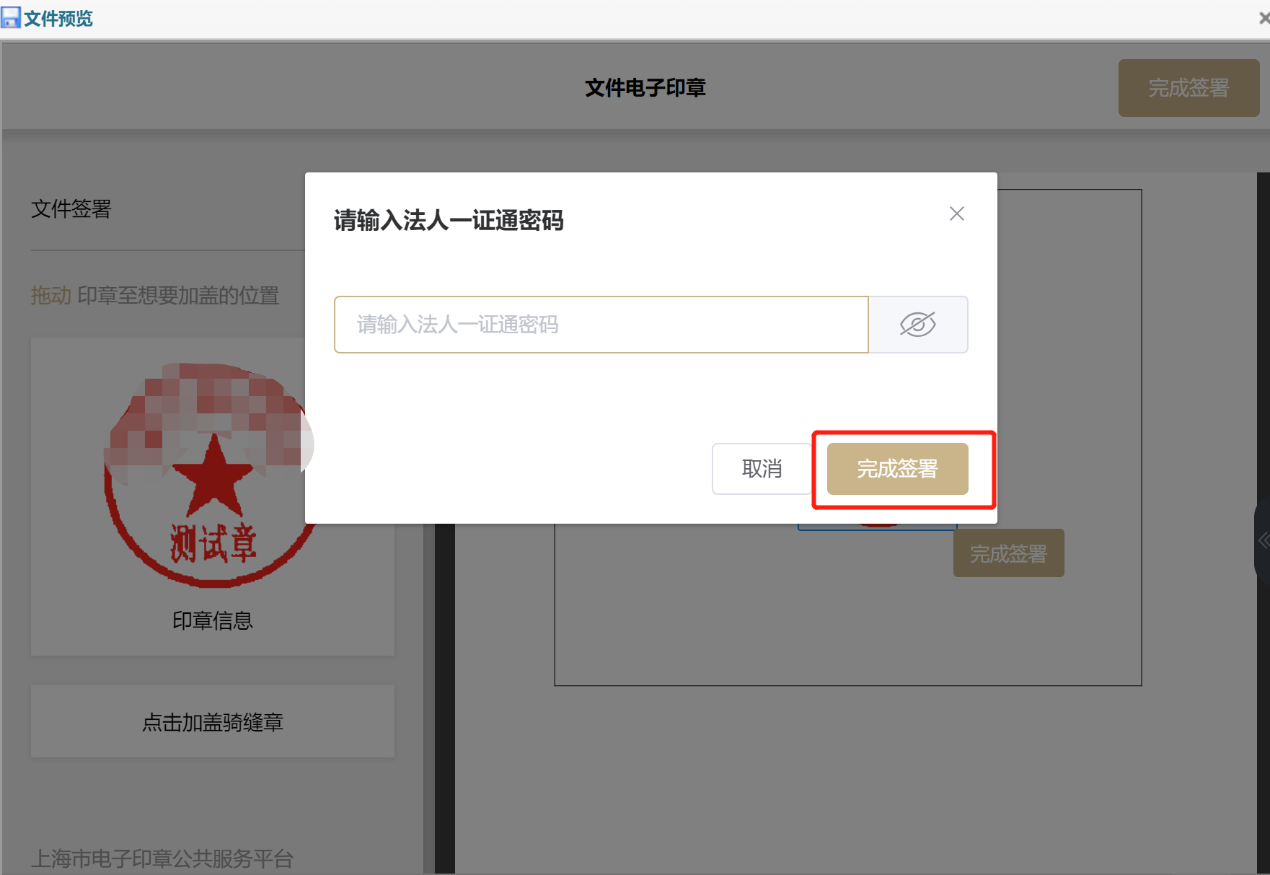 文件预览
文件电子印章
完成签署
文件签署
拖动 印章至想要加盖的位置
测试章
印章信息
点击加盖骑缝章
上海市电子印章公共服务平台
请输入法人一证通密码
请输入法人一证通密码
取消
完成签署
完成签署